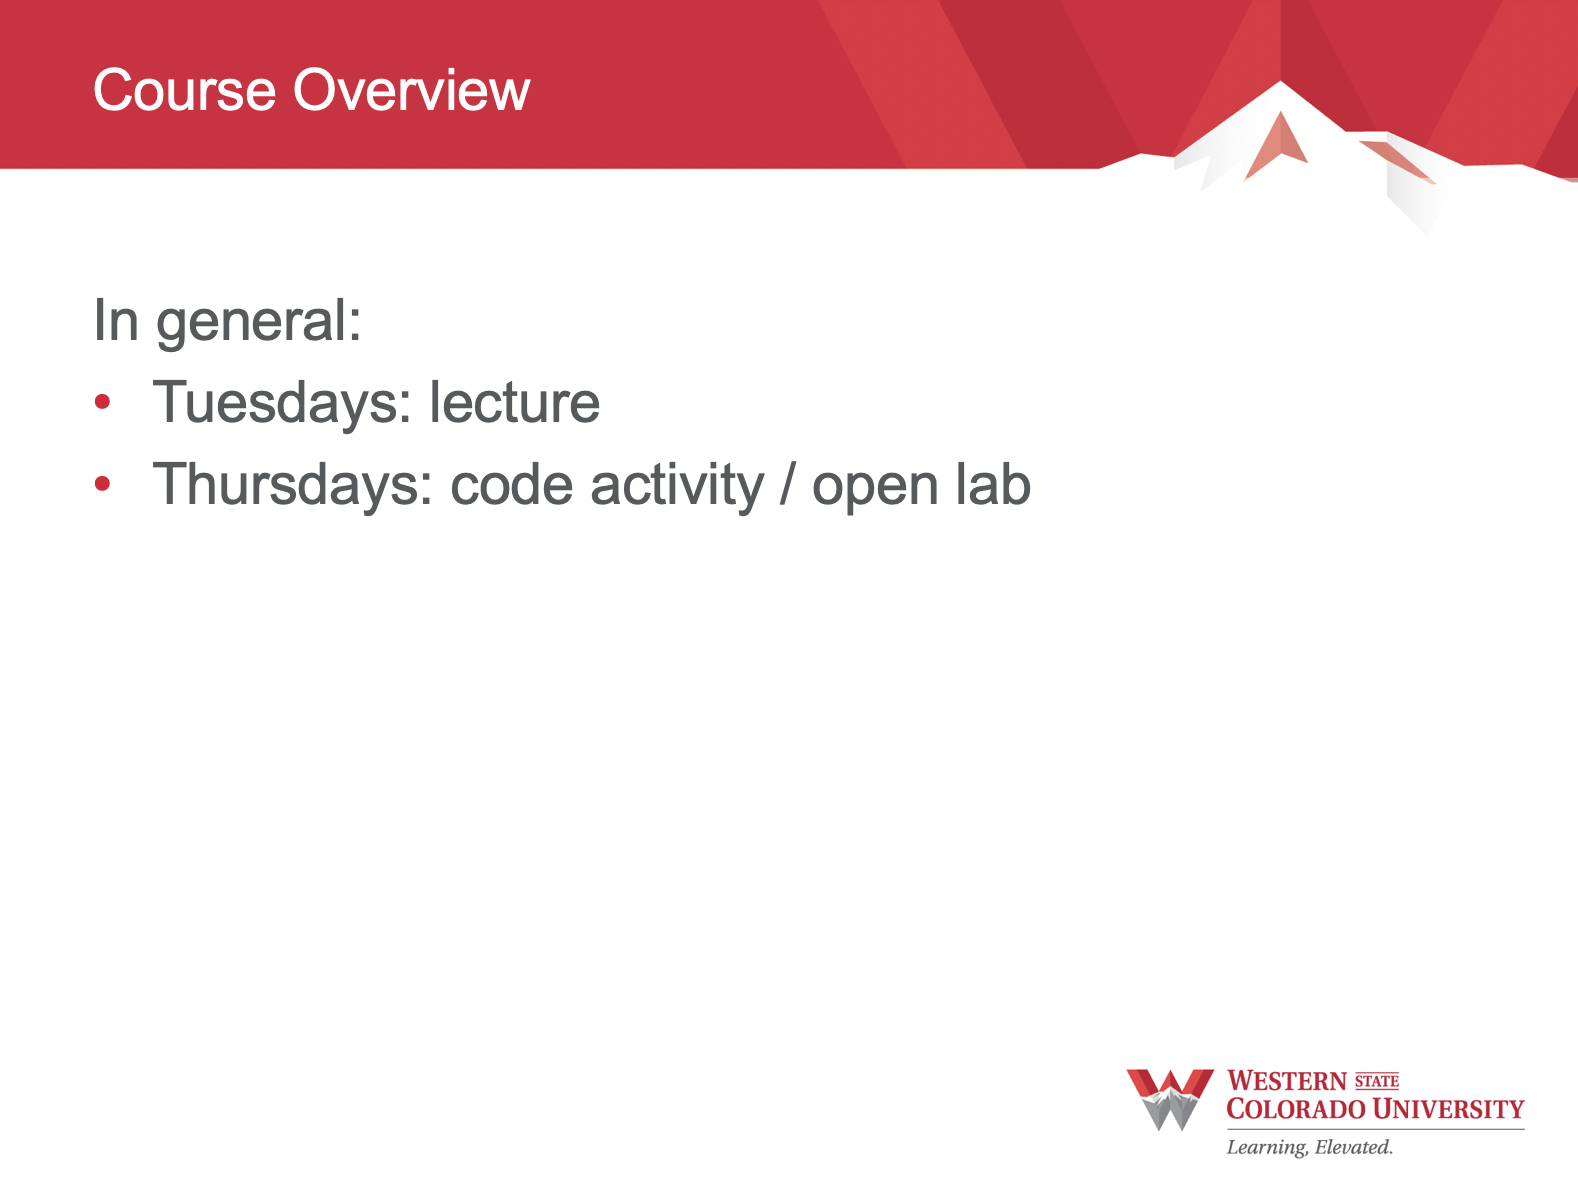 Course Overview
In general:
• Tuesdays: lecture
• Thursdays: code activity / open lab
WESTERN STATE
COLORADO UNIVERSITY
Learning, Elevated.